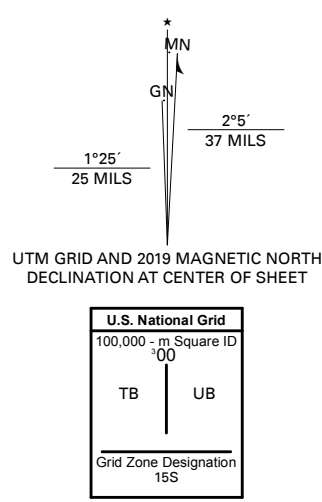 ★
MN
GN
2°5´
37 MILS
1°25´
25 MILS
UTM GRID AND 2019 MAGNETIC NORTH
DECLINATION AT CENTER OF SHEET
U.S. National Grid
100,000 - m Square ID
³00
TB UB
Grid Zone Designation
15S